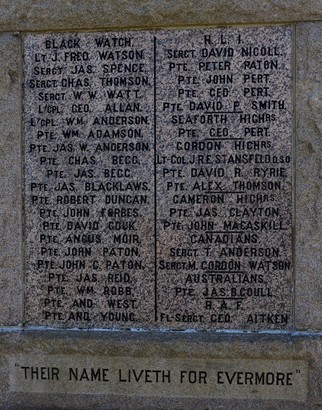 BLACK WATCH.
LT. J. FRED. WATSON.
SERGT. JAS. SPENCE.
SERGT. CHAS. THOMSON.
SERGT. W. W. WATT.
L/CPL. GEO. ALLAN.
L/CPL. WM. ANDERSON.
PTE. WM. ADAMSON.
PTE. JAS. W. ANDERSON.
PTE. CHAS. BEGG.
PTE. JAS. BEGG.
PTE. JAS. BLACKLAWS.
PTE. ROBERT DUNCAN.
PTE. JOHN FORBES.
PTE. DAVID GOUK.
PTE. ANGUS MOIR.
PTE. JOHN PATON.
PTE. JOHN C. PATON.
PTE. JAS. REID.
PTE. WM. ROBB.
PTE. AND. WEST.
PTE. AND. YOUNG.
H. L. I.
SERGT. DAVID NICOLL.
PTE. PETER PATON.
PTE. JOHN PERT.
PTE. GEO. PERT.
PTE. DAVID P. SMITH.
SEAFORTH HIGHRS.
PTE. GEO. PERT.
GORDON HIGHRS.
LT-COL. J.R.E. STANSFELD. D.S.O
PTE. DAVID R. RYRIE.
PTE. ALEX. THOMSON.
CAMERON HIGHRS.
PTE. JAS. CLAYTON.
PTE. JOHN MACASKILL.
CANADIANS.
SERGT. T. ANDERSON.
SERGT. M. GORDON WATSON
AUSTRALIANS.
PTE. JAS. B. COULL.
R. A. F.
FL-SERGT. GEO. AITKEN
"THEIR NAME LIVETH FOR EVERMORE"